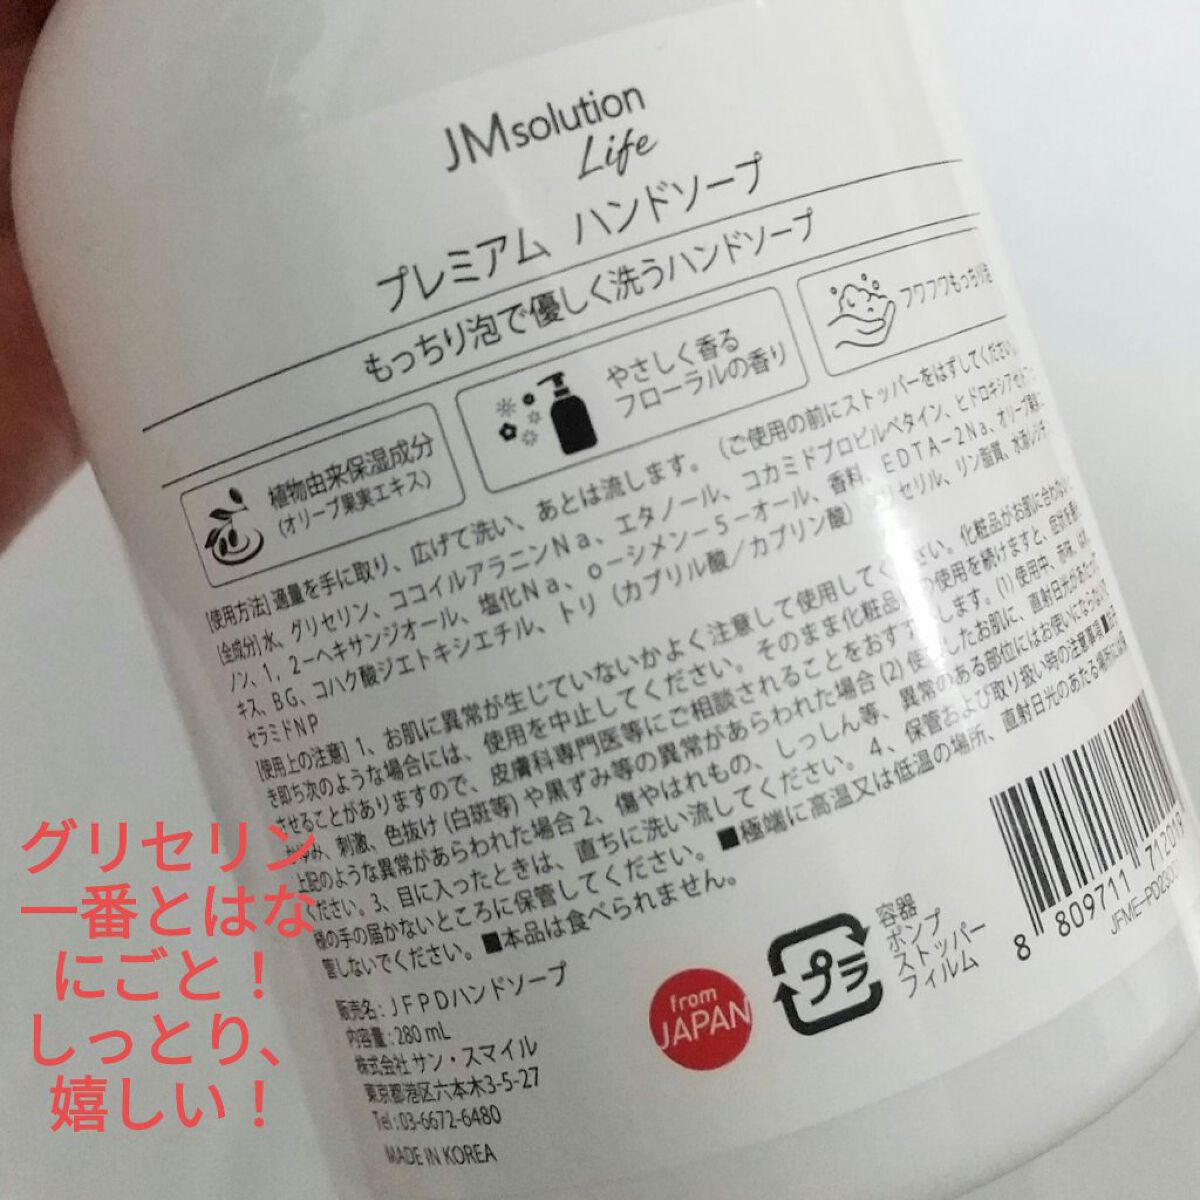 JMsolution
Life
プレミアム ハンドソープ
もっちり泡で優しく洗うハンドソープ
植物由来保湿成分
(オリーブ果実エキス)
やさしく香る
フローラルの香り
フワフワもっちり泡
[使用方法] 適量を手に取り、広げて洗い、あとは流します。（ご使用の前にストッパーをはずしてください。
[全成分] 水、グリセリン、ココイルアラニンNa、エタノール、コカミドプロピルベタイン、ヒドロキシアセトフェ
ノン、1，2－ヘキサンジオール、塩化Na、o－シメン－5－オール、香料、EDTA－2Na、オリーブ果実エ
キス、BG、コハク酸ジエトキシエチル、トリ（カプリル酸／カプリン酸）グリセリル、リン脂質、水添レシチ
セラミドNP
[使用上の注意] 1、お肌に異常が生じていないかよく注意して使用してください。化粧品がお肌に合わない
き即ち次のような場合には、使用を中止してください。そのまま化粧品の使用を続けますと、症状を
させることがありますので、皮膚科専門医等にご相談されることをおすすめします。(1) 使用中、赤味、はれ、
かゆみ、刺激、色抜け (白斑等) や黒ずみ等の異常があらわれた場合 (2) 使用したお肌に、直射日光があたって
上記のような異常があらわれた場合 2、傷やはれもの、しっしん等、異常のある部位にはお使いにならないで
ください。3、目に入ったときは、直ちに洗い流してください。4、保管および取り扱い時の注意事項
様の手の届かないところに保管してください。■極端に高温又は低温の場所、直射日光のあたる場所には保
管しないでください。■本品は食べられません。
販売名：JFPDハンドソープ
内容量：280 mL
株式会社 サン・スマイル
東京都港区六本木3-5-27
Tel : 03-6672-6480
MADE IN KOREA
from
JAPAN
プラ
容器
ポンプ
ストッパー
フィルム
8 809711 712019
グリセリン
一番とはな
にごと！
しっとり、
嬉しい！